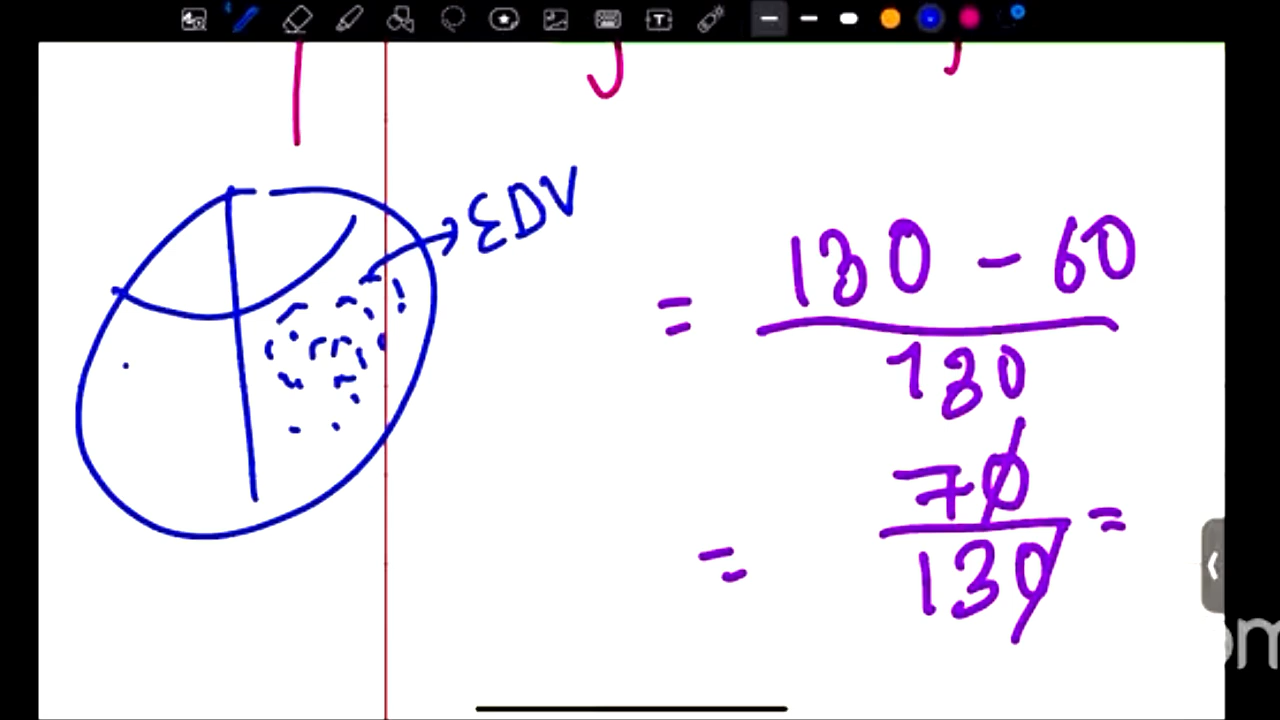 EDV
= 130 - 60
130
= 70
130 =